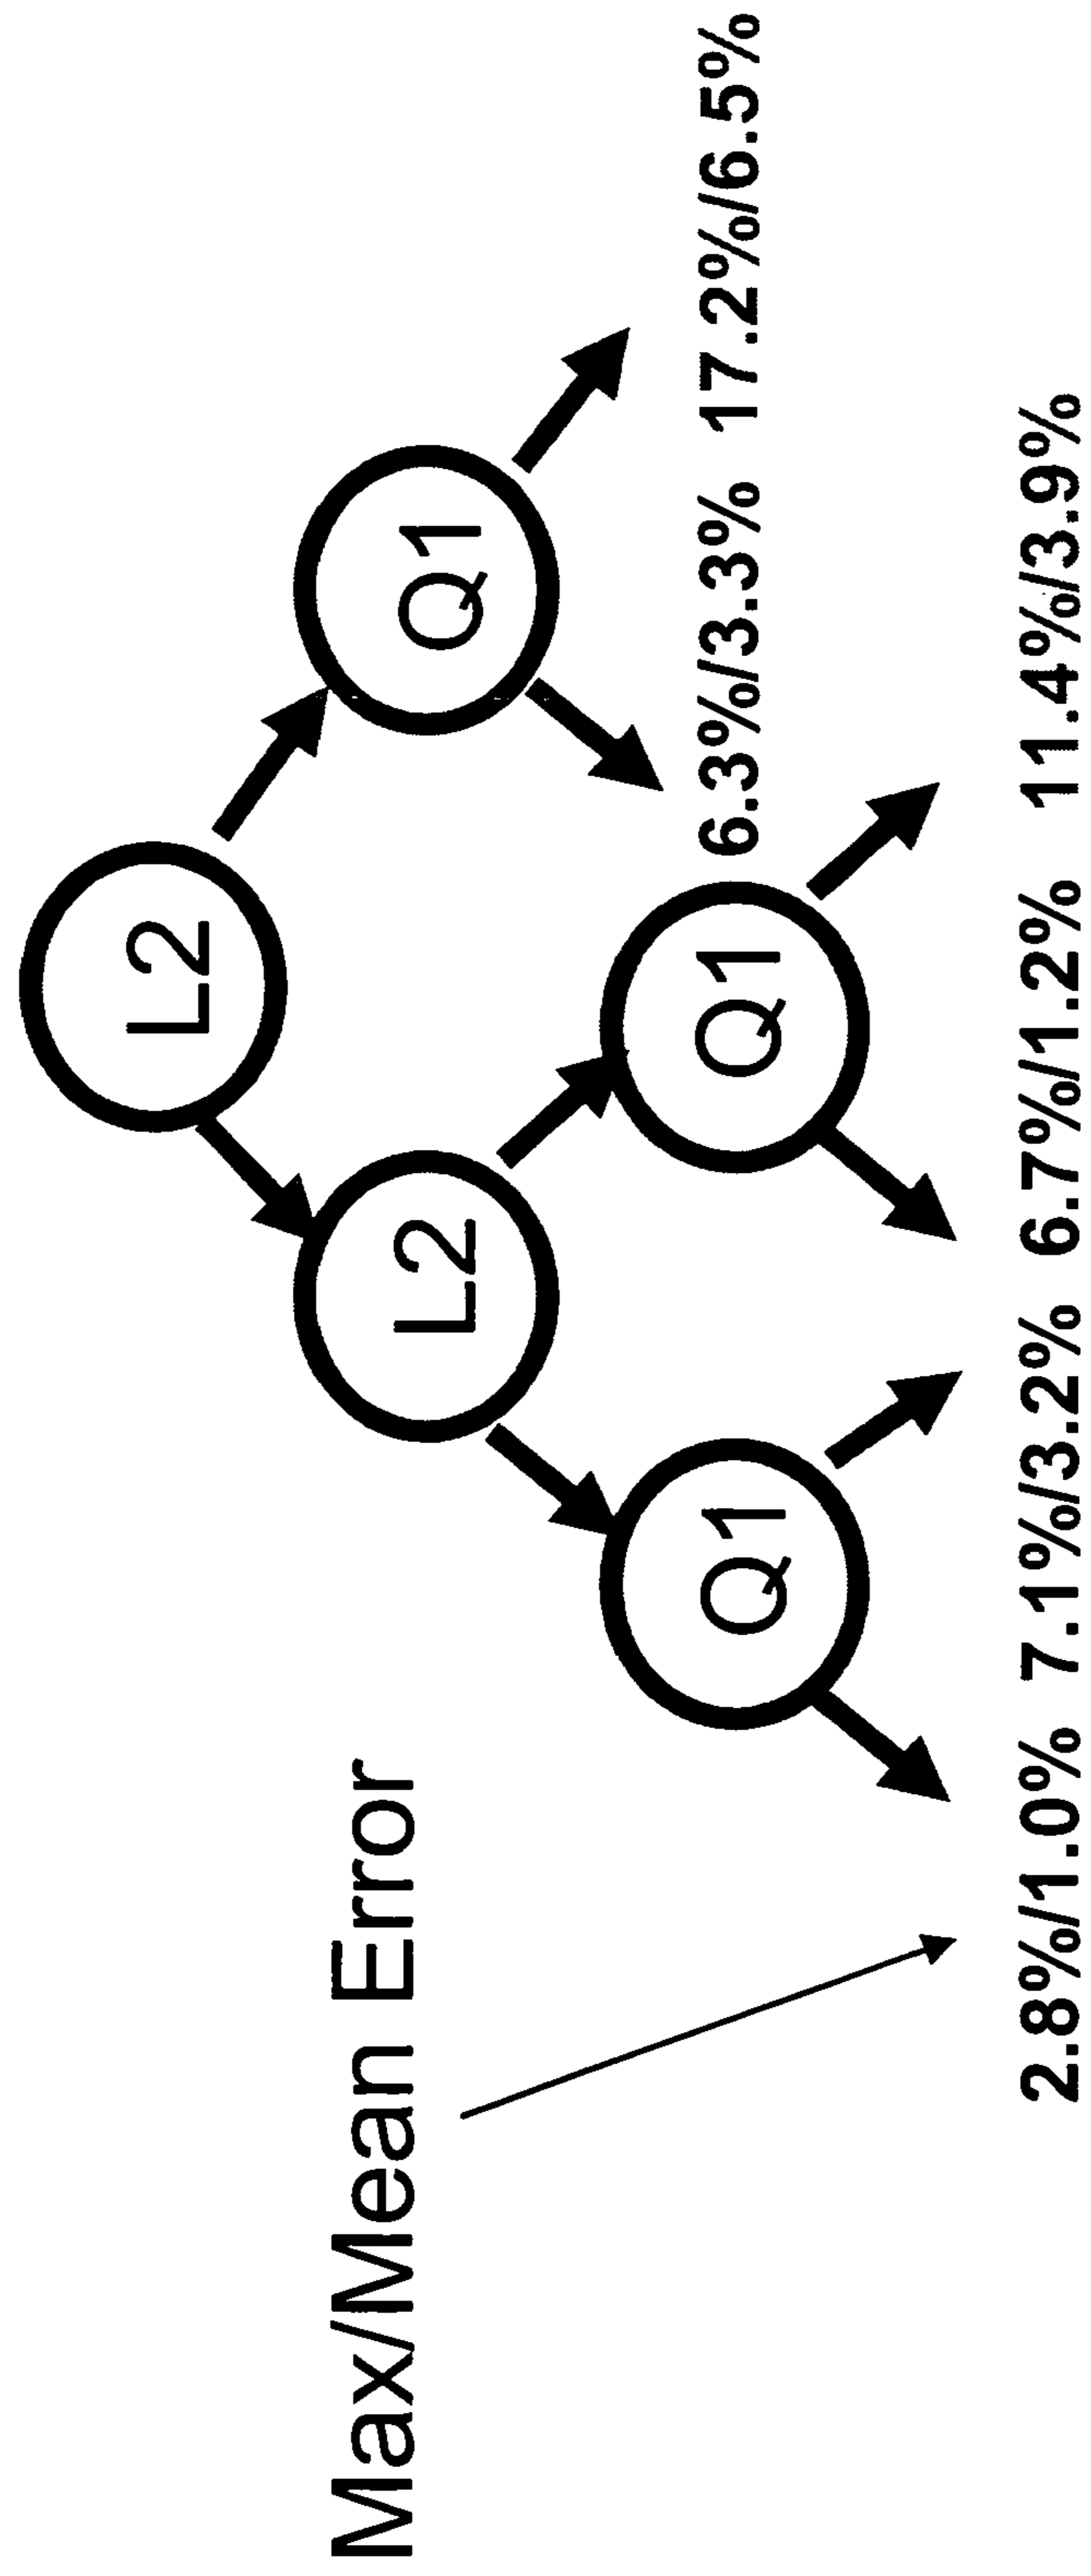 L2
Max/Mean Error
L2
Q1
Q1
Q1
6.3%/3.3% 17.2%/6.5%
2.8%/1.0% 7.1%/3.2% 6.7%/1.2% 11.4%/3.9%